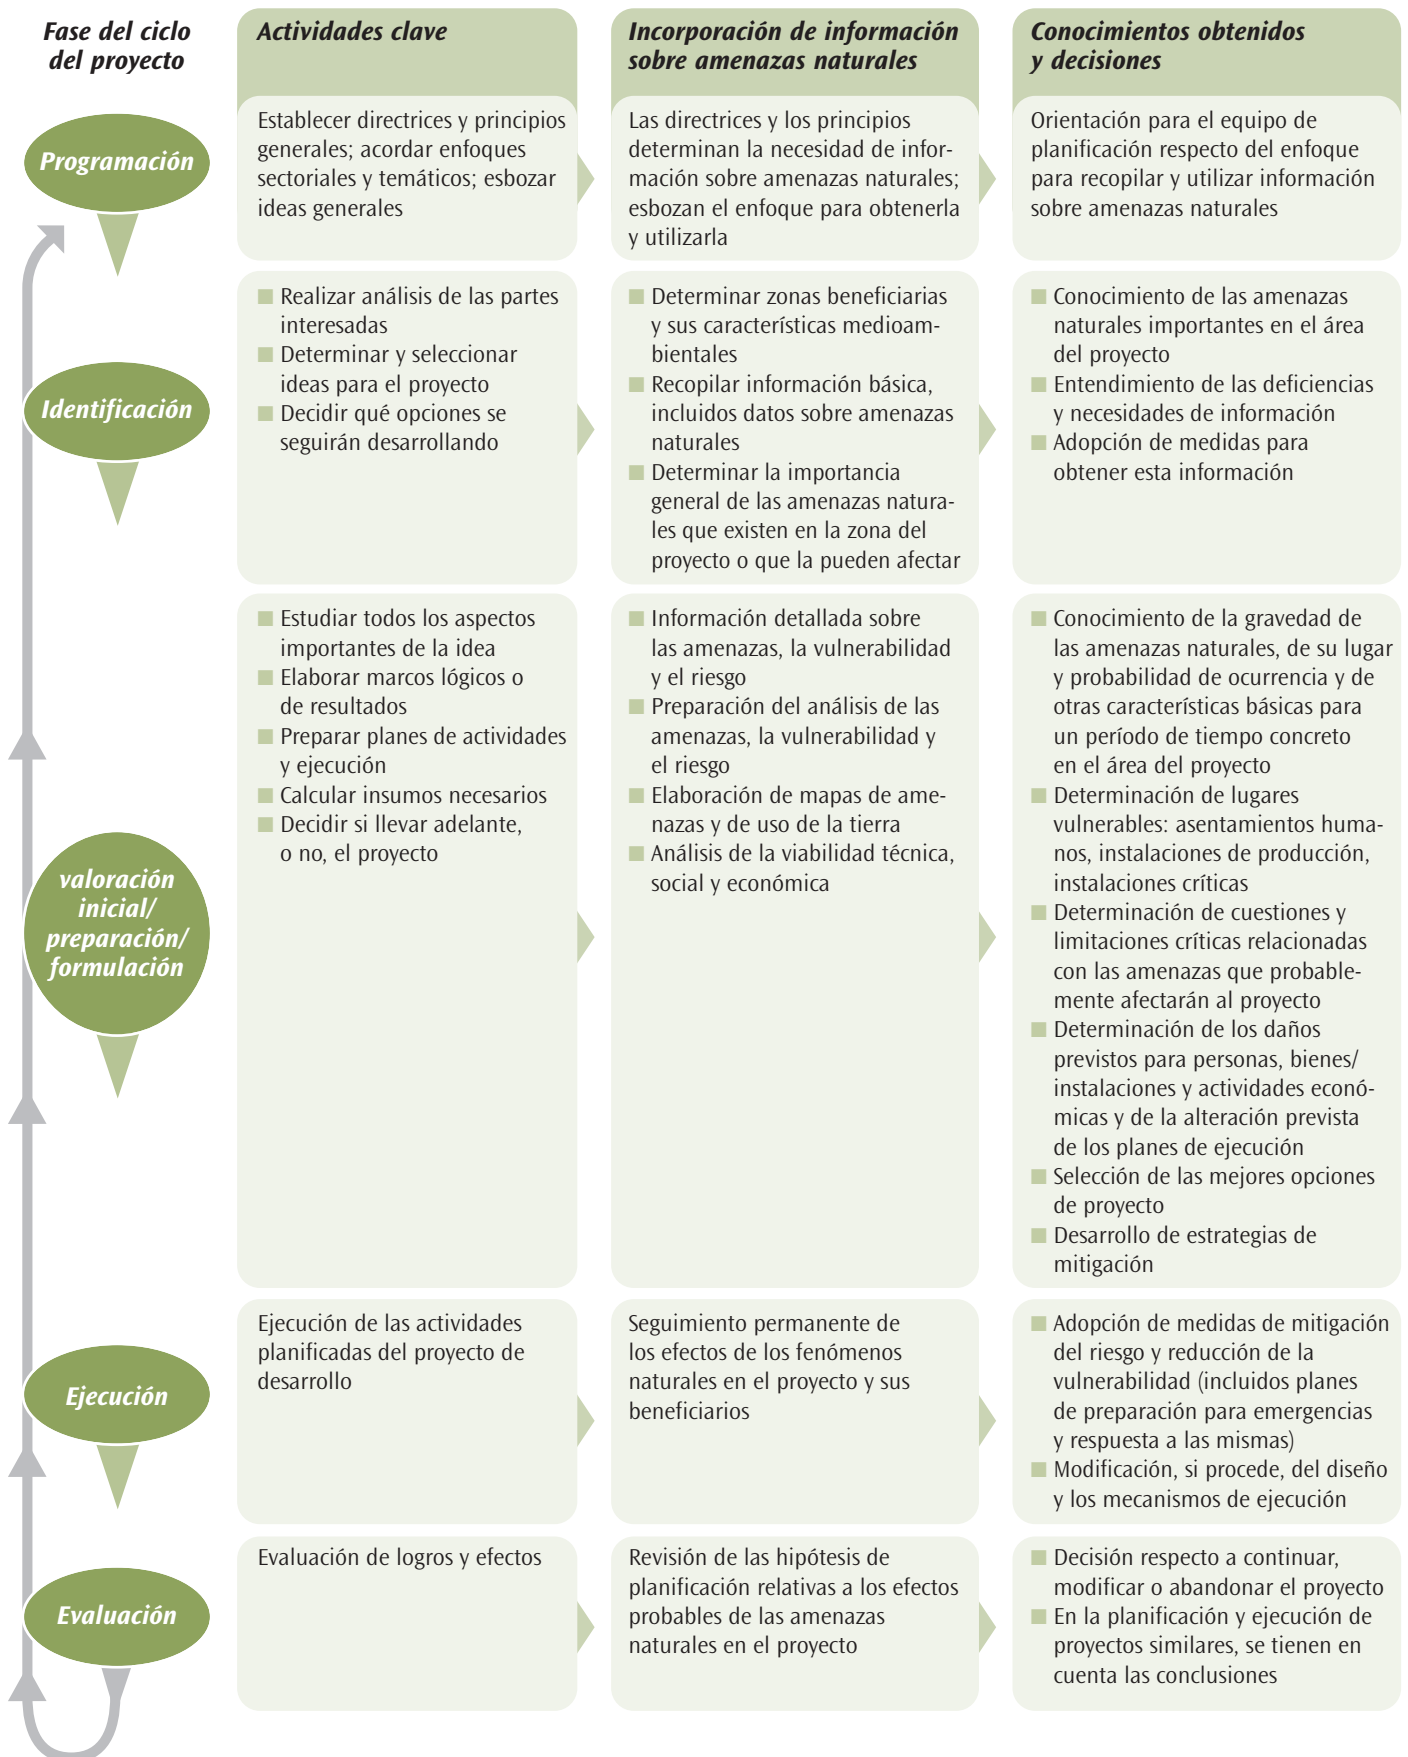 Fase del ciclo
del proyecto
Actividades clave
Incorporación de información
sobre amenazas naturales
Conocimientos obtenidos
y decisiones
Programación
Establecer directrices y principios
generales; acordar enfoques
sectoriales y temáticos; esbozar
ideas generales
Las directrices y los principios
determinan la necesidad de infor-
mación sobre amenazas naturales;
esbozan el enfoque para obtenerla
y utilizarla
Orientación para el equipo de
planificación respecto del enfoque
para recopilar y utilizar información
sobre amenazas naturales
Identificación
■ Realizar análisis de las partes
interesadas
■ Determinar y seleccionar
ideas para el proyecto
■ Decidir qué opciones se
seguirán desarrollando
■ Determinar zonas beneficiarias
y sus características medioam-
bientales
■ Recopilar información básica,
incluidos datos sobre amenazas
naturales
■ Determinar la importancia
general de las amenazas natura-
les que existen en la zona del
proyecto o que la pueden afectar
■ Conocimiento de las amenazas
naturales importantes en el área
del proyecto
■ Entendimiento de las deficiencias
y necesidades de información
■ Adopción de medidas para
obtener esta información
valoración
inicial/
preparación/
formulación
■ Estudiar todos los aspectos
importantes de la idea
■ Elaborar marcos lógicos o
de resultados
■ Preparar planes de actividades
y ejecución
■ Calcular insumos necesarios
■ Decidir si llevar adelante,
o no, el proyecto
■ Información detallada sobre
las amenazas, la vulnerabilidad
y el riesgo
■ Preparación del análisis de las
amenazas, la vulnerabilidad y
el riesgo
■ Elaboración de mapas de ame-
nazas y de uso de la tierra
■ Análisis de la viabilidad técnica,
social y económica
■ Conocimiento de la gravedad de
las amenazas naturales, de su lugar
y probabilidad de ocurrencia y de
otras características básicas para
un período de tiempo concreto
en el área del proyecto
■ Determinación de lugares
vulnerables: asentamientos huma-
nos, instalaciones de producción,
instalaciones críticas
■ Determinación de cuestiones y
limitaciones críticas relacionadas
con las amenazas que probable-
mente afectarán al proyecto
■ Determinación de los daños
previstos para personas, bienes/
instalaciones y actividades econó-
micas y de la alteración prevista
de los planes de ejecución
■ Selección de las mejores opciones
de proyecto
■ Desarrollo de estrategias de
mitigación
Ejecución
Ejecución de las actividades
planificadas del proyecto de
desarrollo
Seguimiento permanente de
los efectos de los fenómenos
naturales en el proyecto y sus
beneficiarios
■ Adopción de medidas de mitigación
del riesgo y reducción de la
vulnerabilidad (incluidos planes
de preparación para emergencias
y respuesta a las mismas)
■ Modificación, si procede, del diseño
y los mecanismos de ejecución
Evaluación
Evaluación de logros y efectos
Revisión de las hipótesis de
planificación relativas a los efectos
probables de las amenazas
naturales en el proyecto
■ Decisión respecto a continuar,
modificar o abandonar el proyecto
■ En la planificación y ejecución de
proyectos similares, se tienen en
cuenta las conclusiones